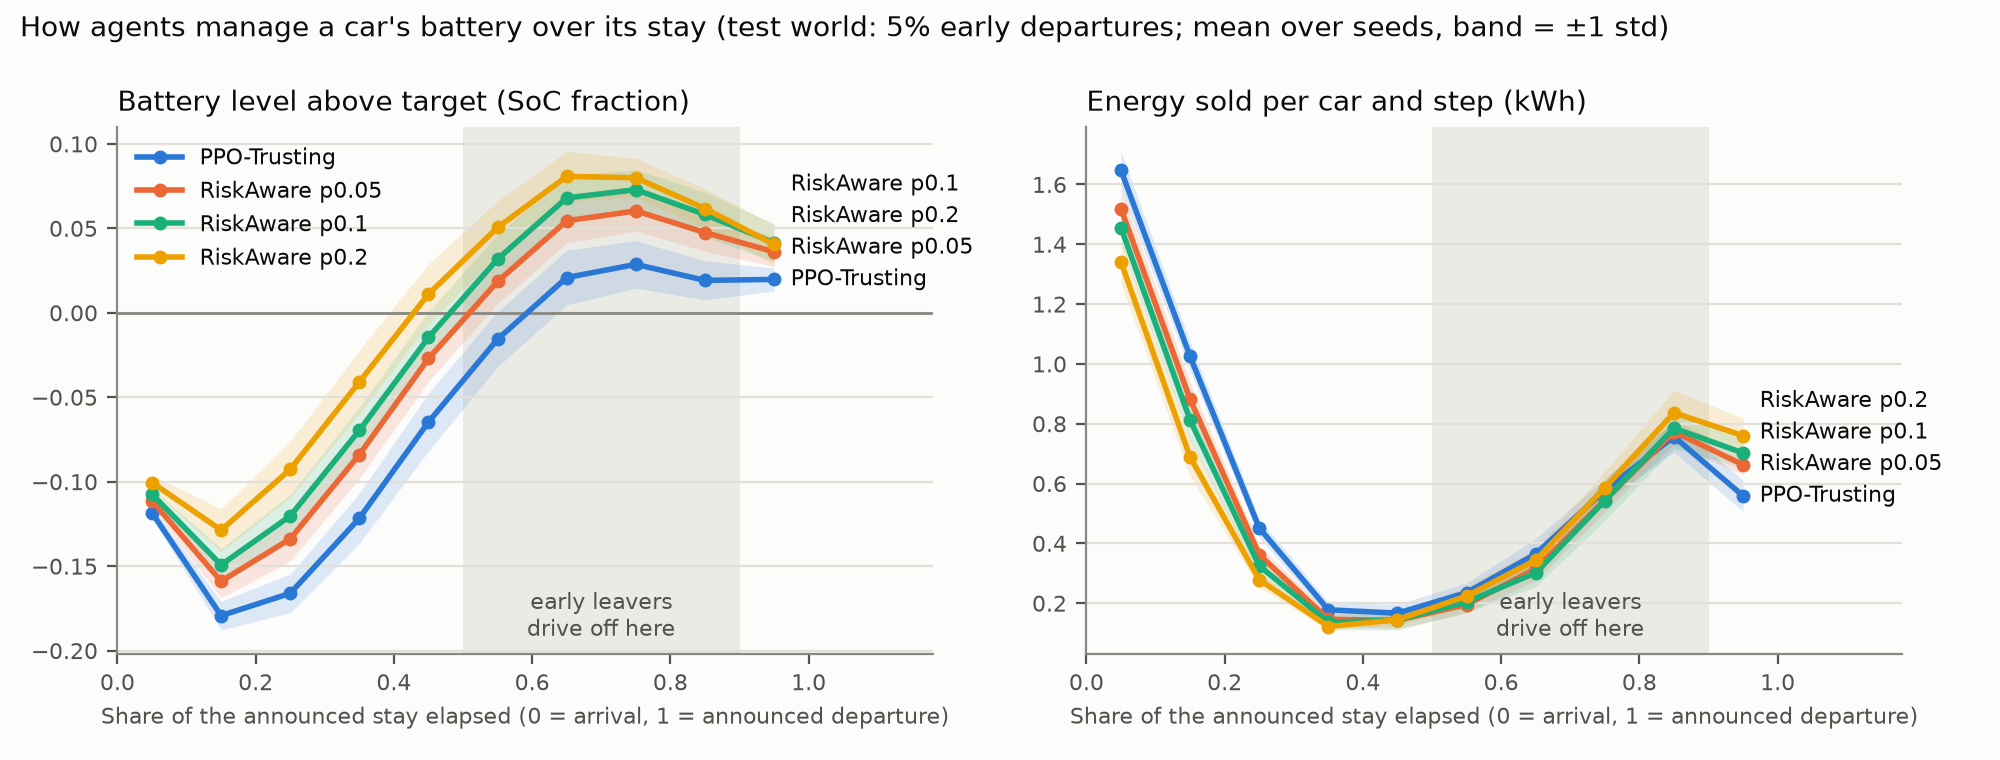 How agents manage a car's battery over its stay (test world: 5% early departures; mean over seeds, band = ±1 std)
Battery level above target (SoC fraction)
0.10
0.05
0.00
−0.05
−0.10
−0.15
−0.20
PPO-Trusting
RiskAware p0.05
RiskAware p0.1
RiskAware p0.2
RiskAware p0.1
RiskAware p0.2
RiskAware p0.05
PPO-Trusting
early leavers
drive off here
0.0 0.2 0.4 0.6 0.8 1.0
Share of the announced stay elapsed (0 = arrival, 1 = announced departure)
Energy sold per car and step (kWh)
1.6
1.4
1.2
1.0
0.8
0.6
0.4
0.2
RiskAware p0.2
RiskAware p0.1
RiskAware p0.05
PPO-Trusting
early leavers
drive off here
0.0 0.2 0.4 0.6 0.8 1.0
Share of the announced stay elapsed (0 = arrival, 1 = announced departure)